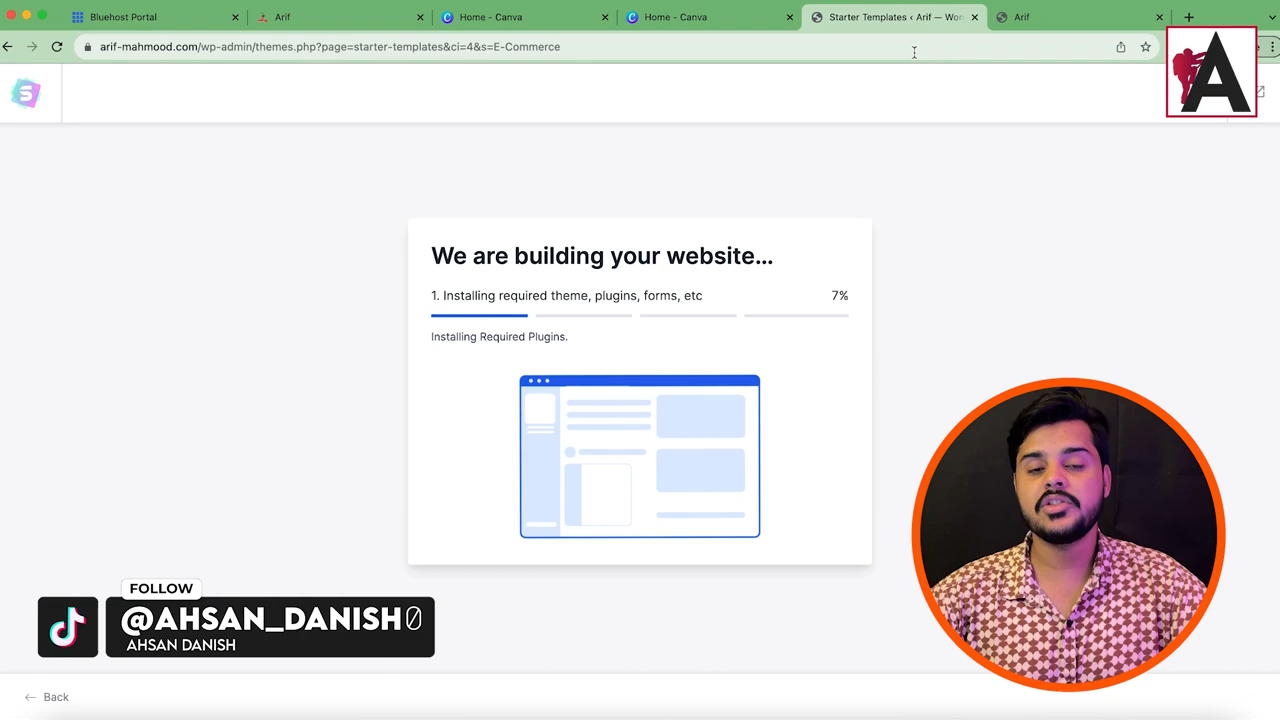 Bluehost Portal
Arif
Home - Canva
Home - Canva
Starter Templates ‹ Arif — Wor
Arif
arif-mahmood.com/wp-admin/themes.php?page=starter-templates&ci=4&s=E-Commerce
A
We are building your website...
1. Installing required theme, plugins, forms, etc
7%
Installing Required Plugins.
FOLLOW
@AHSAN_DANISH0
AHSAN DANISH
Back